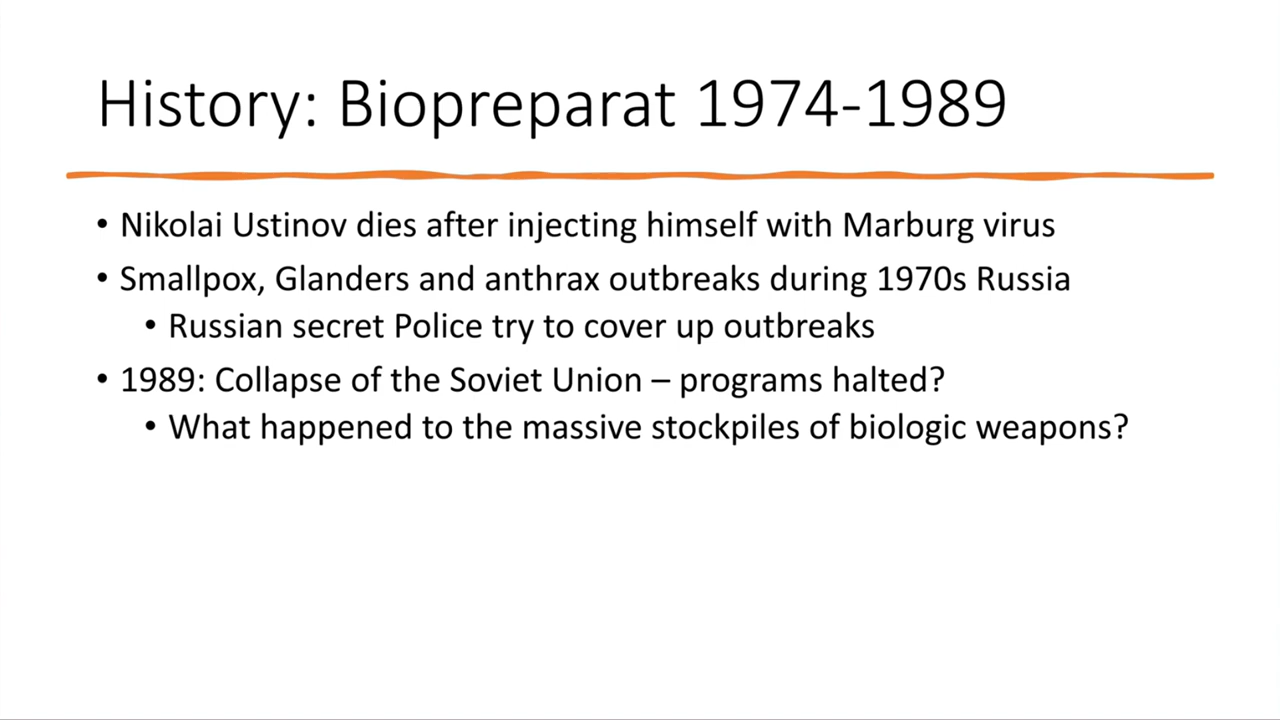 History: Biopreparat 1974-1989
• Nikolai Ustinov dies after injecting himself with Marburg virus
• Smallpox, Glanders and anthrax outbreaks during 1970s Russia
• Russian secret Police try to cover up outbreaks
• 1989: Collapse of the Soviet Union – programs halted?
• What happened to the massive stockpiles of biologic weapons?